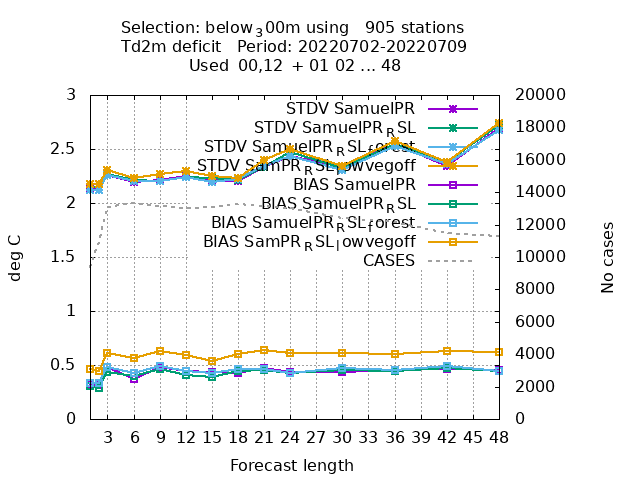 Selection: below₃00m using   905 stations
Td2m deficit   Period: 20220702-20220709
Used  00,12  + 01 02 ... 48
deg C
No cases
3
2.5
2
1.5
1
0.5
0
20000
18000
16000
14000
12000
10000
8000
6000
4000
2000
0
STDV SamuelPR
STDV SamuelPR_RSL
STDV SamuelPR_RSL_forest
STDV SamPR_RSL_lowvegoff
BIAS SamuelPR
BIAS SamuelPR_RSL
BIAS SamuelPR_RSL_forest
BIAS SamPR_RSL_lowvegoff
CASES
3 6 9 12 15 18 21 24 27 30 33 36 39 42 45 48
Forecast length